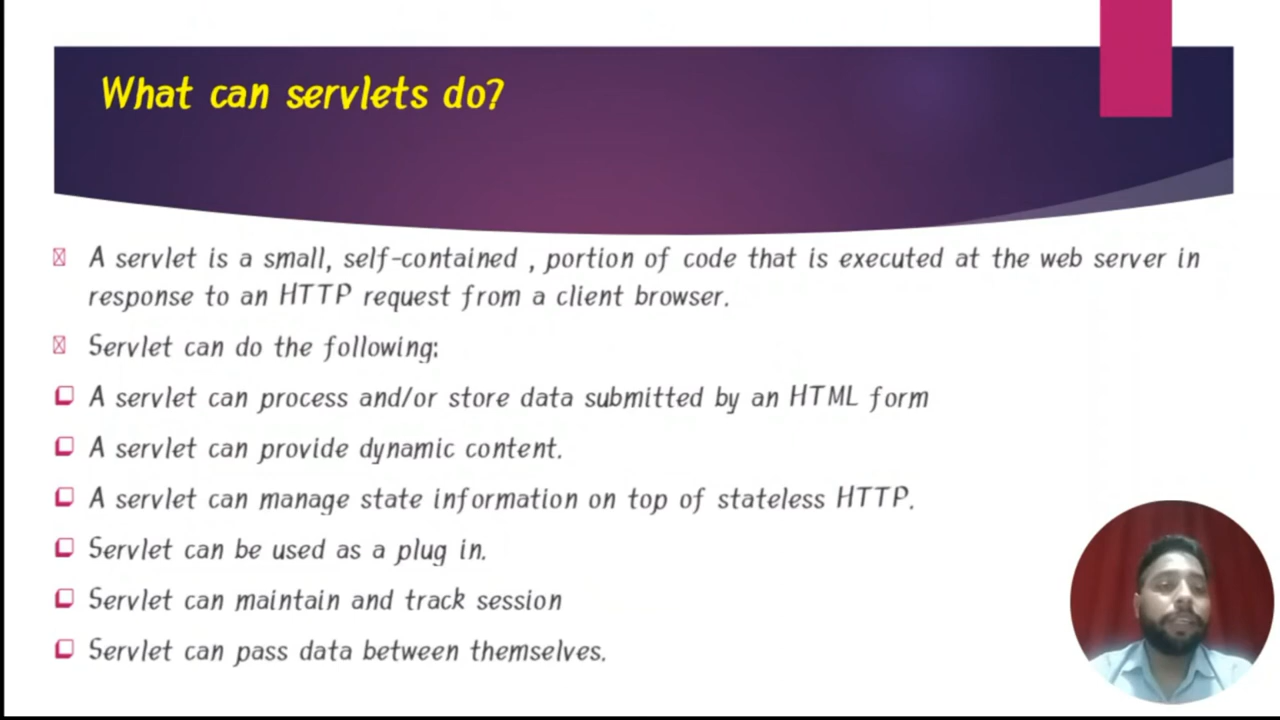 What can servlets do?
A servlet is a small, self-contained , portion of code that is executed at the web server in
response to an HTTP request from a client browser.
Servlet can do the following:
A servlet can process and/or store data submitted by an HTML form
A servlet can provide dynamic content.
A servlet can manage state information on top of stateless HTTP.
Servlet can be used as a plug in.
Servlet can maintain and track session
Servlet can pass data between themselves.